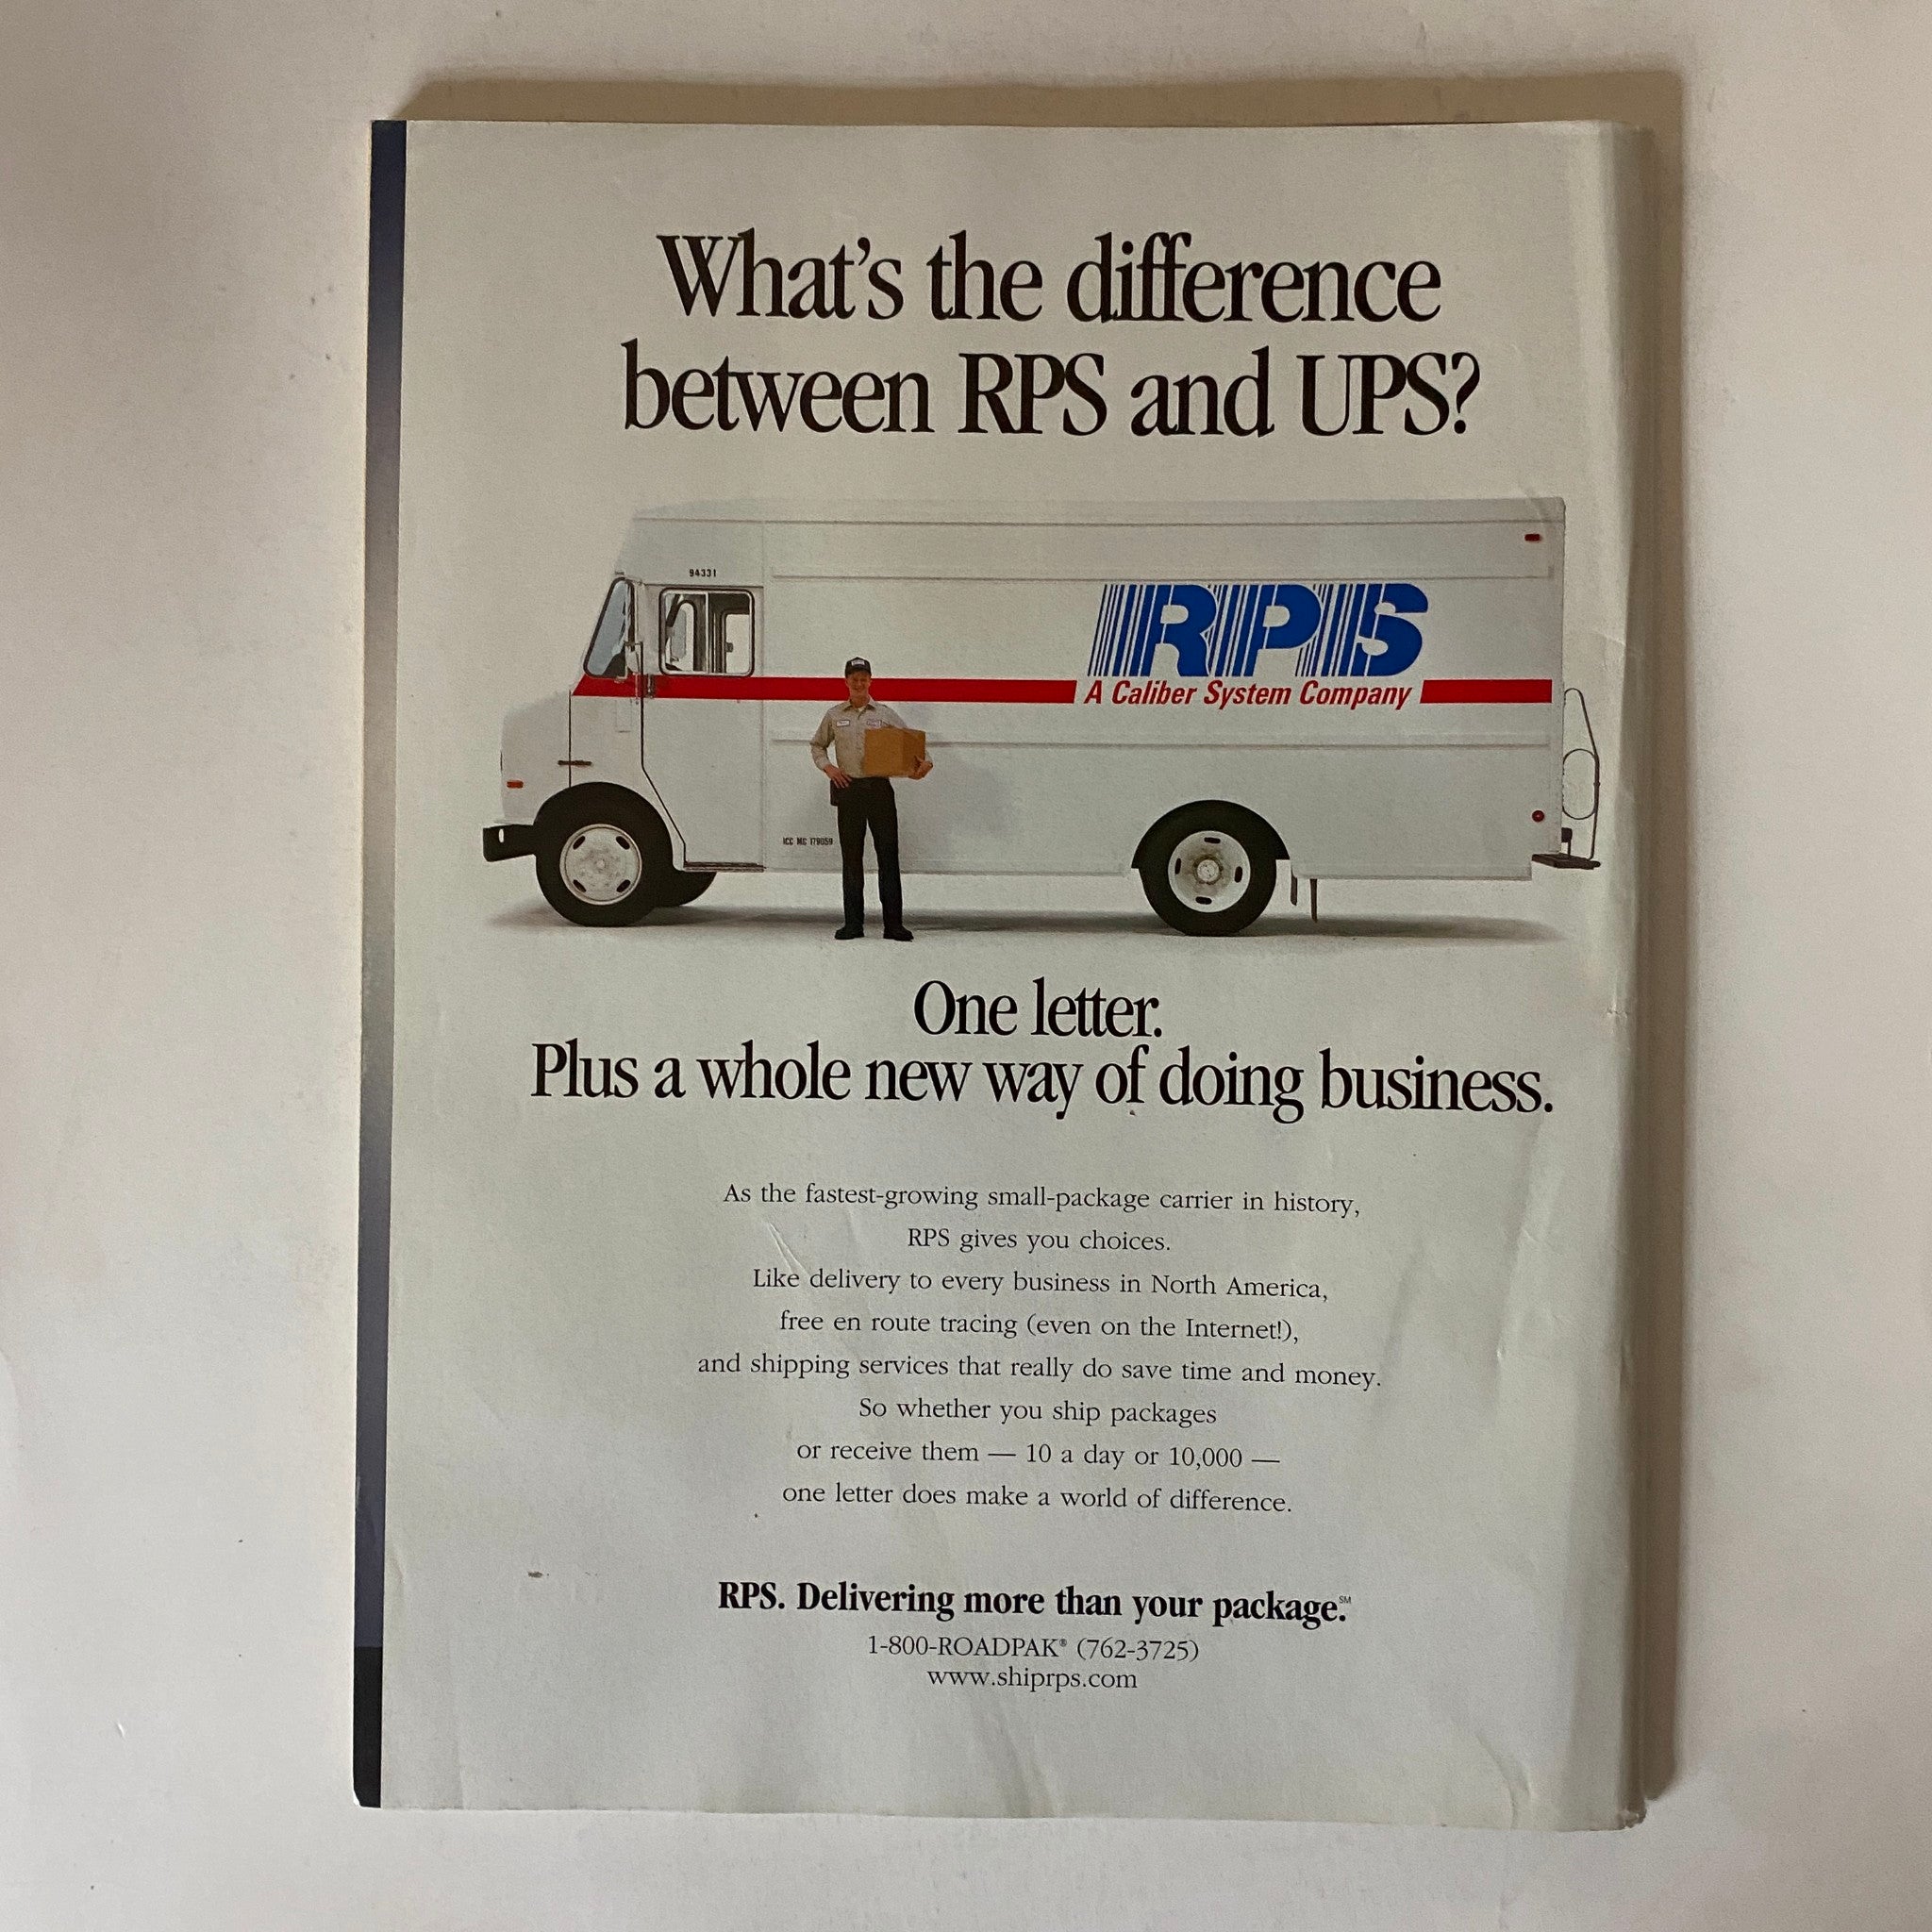 What's the difference
between RPS and UPS?
94331
RPS
A Caliber System Company
ICC MC 179059
One letter.
Plus a whole new way of doing business.
As the fastest-growing small-package carrier in history,
RPS gives you choices.
Like delivery to every business in North America,
free en route tracing (even on the Internet!),
and shipping services that really do save time and money.
So whether you ship packages
or receive them — 10 a day or 10,000 —
one letter does make a world of difference.
RPS. Delivering more than your package.℠
1-800-ROADPAK® (762-3725)
www.shiprps.com